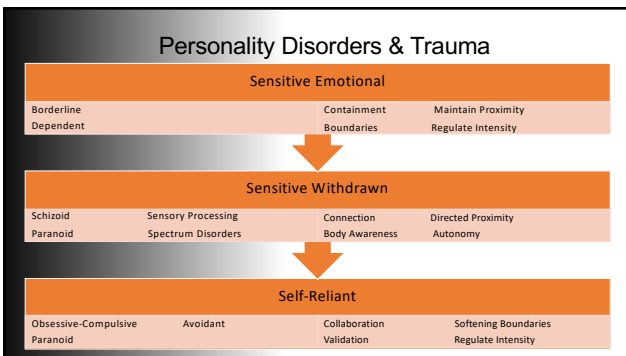 Personality Disorders & Trauma
Sensitive Emotional
Borderline Containment Maintain Proximity
Dependent Boundaries Regulate Intensity
Sensitive Withdrawn
Schizoid Sensory Processing Connection Directed Proximity
Paranoid Spectrum Disorders Body Awareness Autonomy
Self-Reliant
Obsessive-Compulsive Avoidant Collaboration Softening Boundaries
Paranoid Validation Regulate Intensity